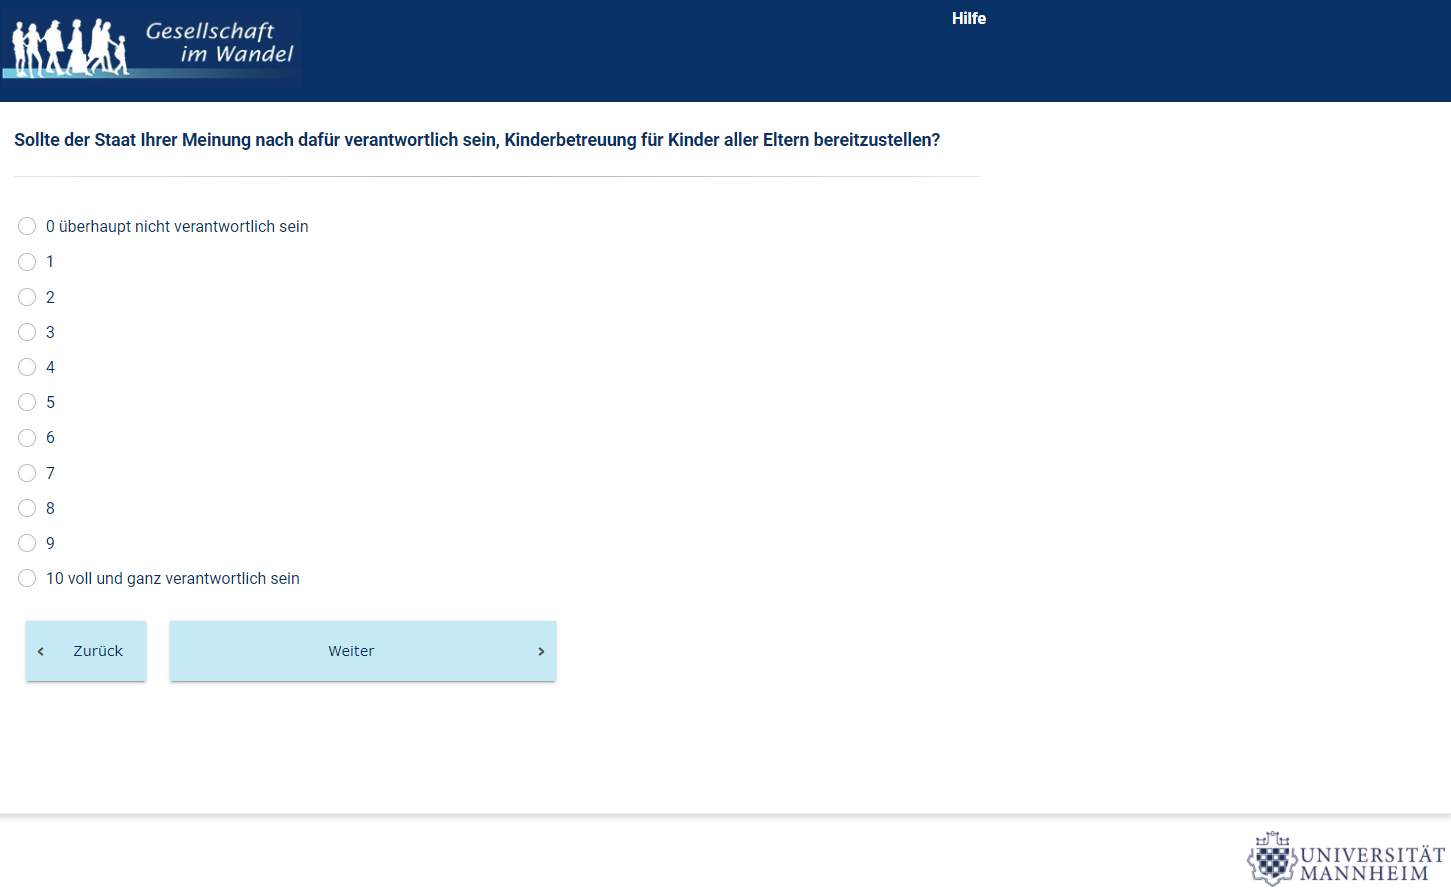 Gesellschaft
im Wandel
Hilfe
Sollte der Staat Ihrer Meinung nach dafür verantwortlich sein, Kinderbetreuung für Kinder aller Eltern bereitzustellen?
0 überhaupt nicht verantwortlich sein
1
2
3
4
5
6
7
8
9
10 voll und ganz verantwortlich sein
‹ Zurück
Weiter ›
UNIVERSITÄT
MANNHEIM